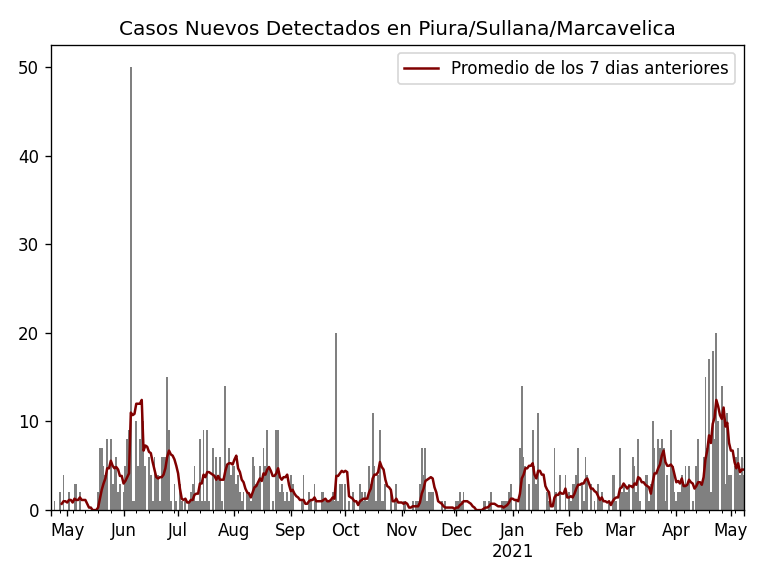 Casos Nuevos Detectados en Piura/Sullana/Marcavelica
Promedio de los 7 dias anteriores
50
40
30
20
10
0
May Jun Jul Aug Sep Oct Nov Dec Jan Feb Mar Apr May
2021